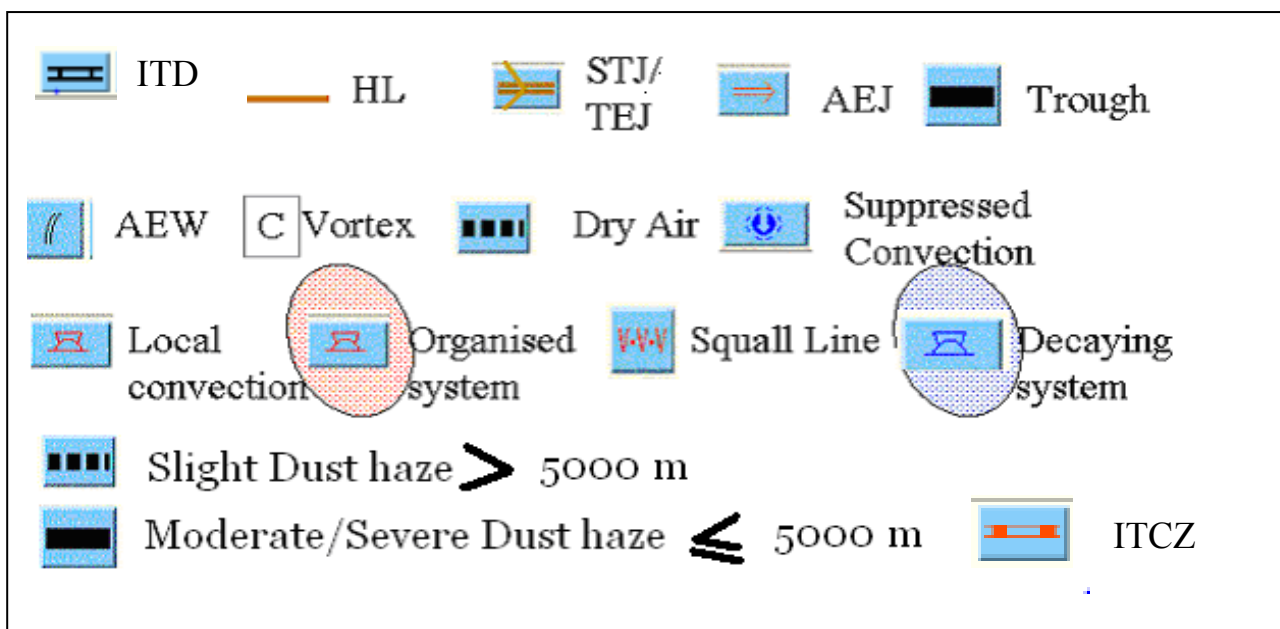 ITD
HL
STJ/
TEJ
AEJ
Trough
AEW
C
Vortex
Dry Air
Suppressed
Convection
Local
convection
Organised
system
V.V.V
Squall Line
Decaying
system
Slight Dust haze > 5000 m
Moderate/Severe Dust haze ≤ 5000 m
ITCZ